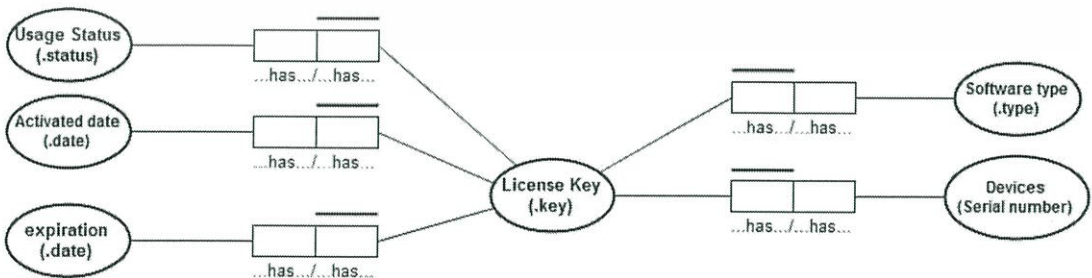 Usage Status
(.status)
...has.../...has...
Activated date
(.date)
....has.../...has...
expiration
(.date)
...has.../...has...
License Key
(.key)
Software type
(.type)
...has.../...has...
Devices
(Serial number)
...has.../...has...